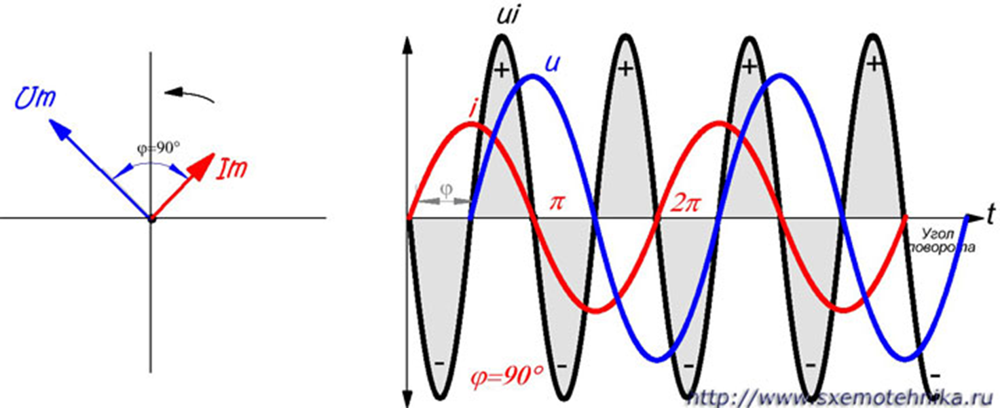 ui
u
Um
i
φ=90°
Im
φ
π
2π
t
Угол
поворота
+
+
+
+
-
-
-
-
-
φ=90°
http://www.sxemotehnika.ru